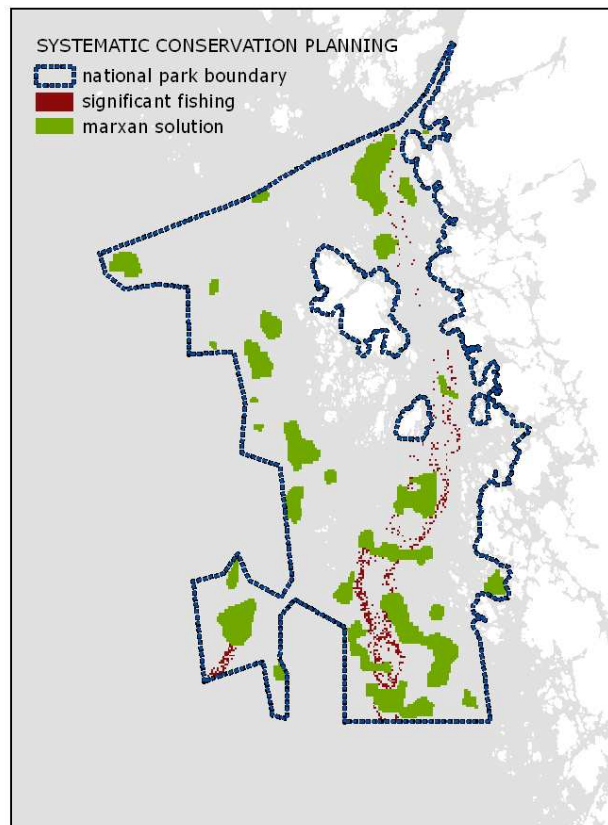 SYSTEMATIC CONSERVATION PLANNING
national park boundary
significant fishing
marxan solution